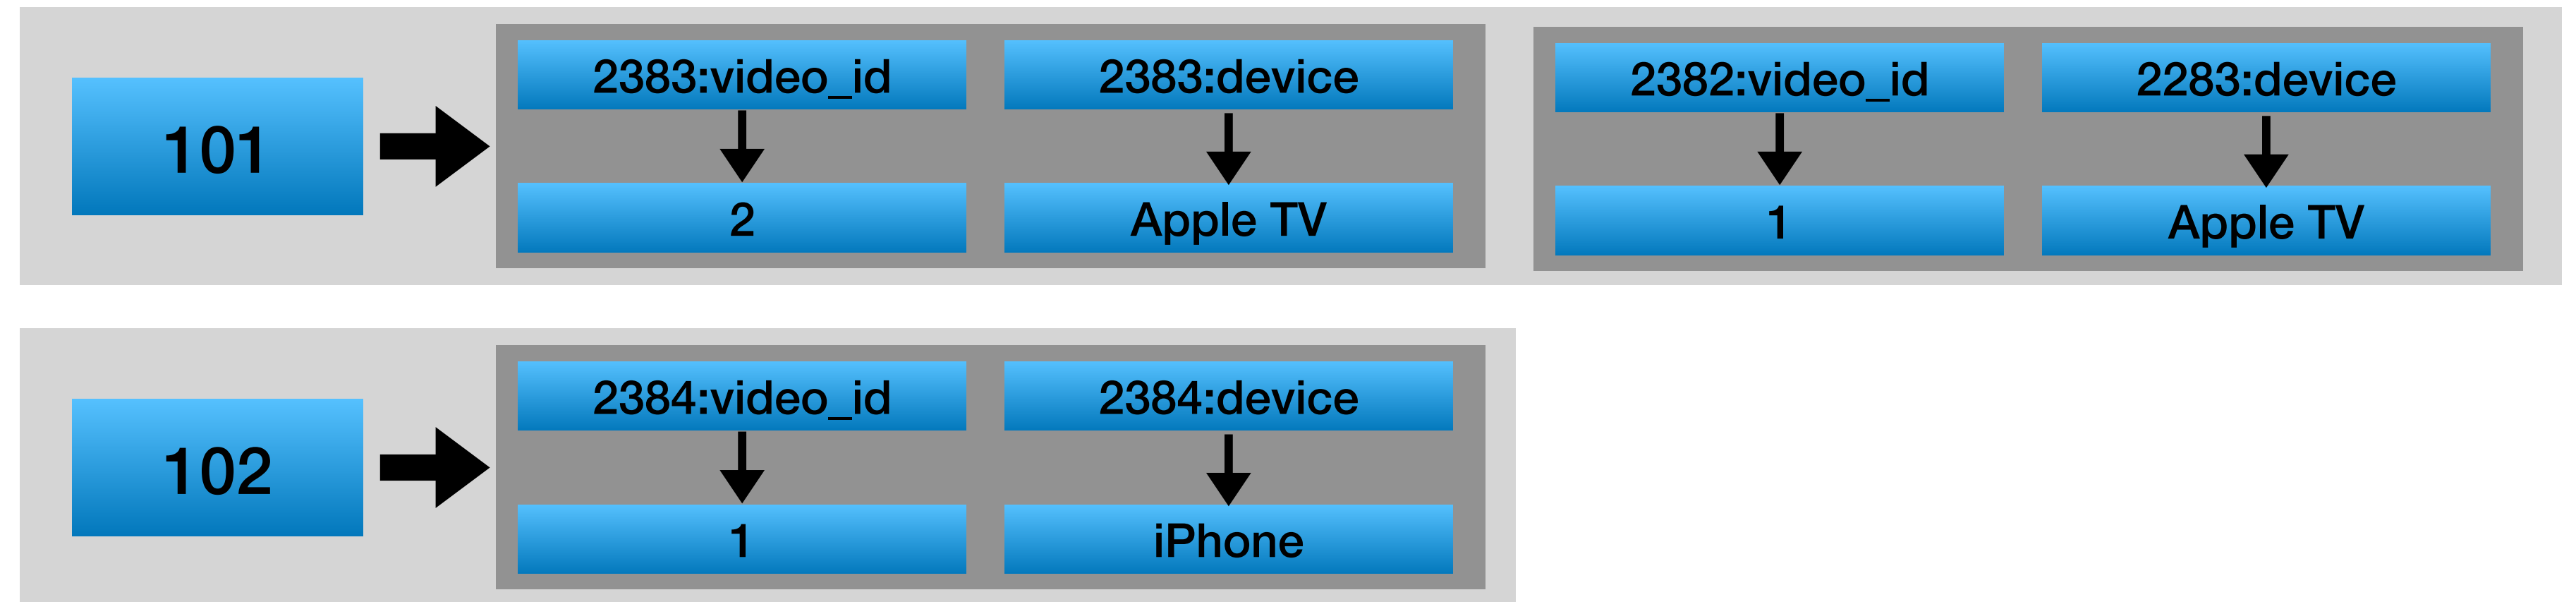 101
2383:video_id
2383:device
2382:video_id
2283:device
2
Apple TV
1
Apple TV
102
2384:video_id
2384:device
1
iPhone